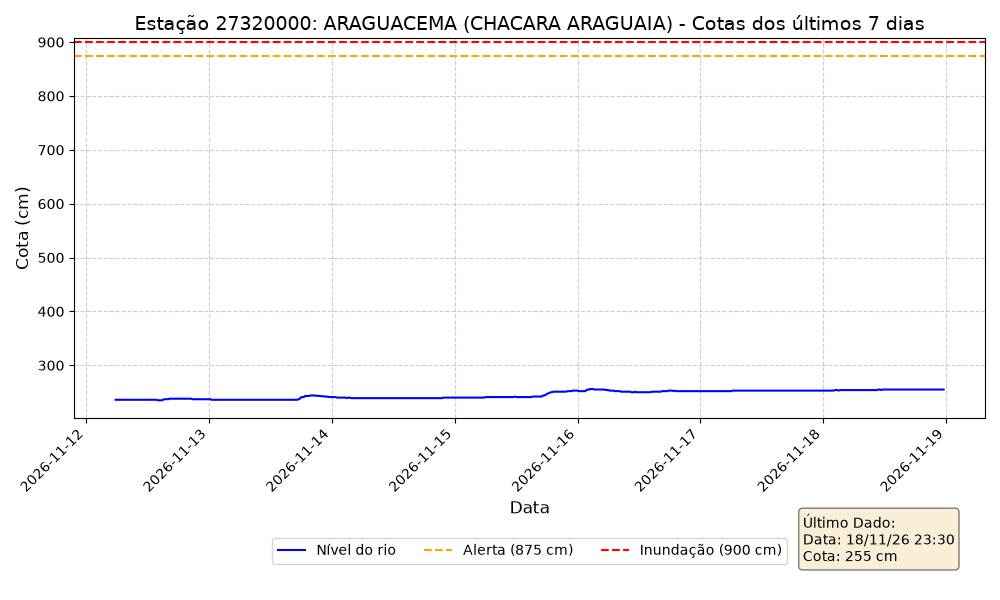 Estação 27320000: ARAGUACEMA (CHACARA ARAGUAIA) - Cotas dos últimos 7 dias
900
800
700
600
500
400
300
Cota (cm)
2026-11-12
2026-11-13
2026-11-14
2026-11-15
2026-11-16
2026-11-17
2026-11-18
2026-11-19
Data
Nível do rio
Alerta (875 cm)
Inundação (900 cm)
Último Dado:
Data: 18/11/26 23:30
Cota: 255 cm